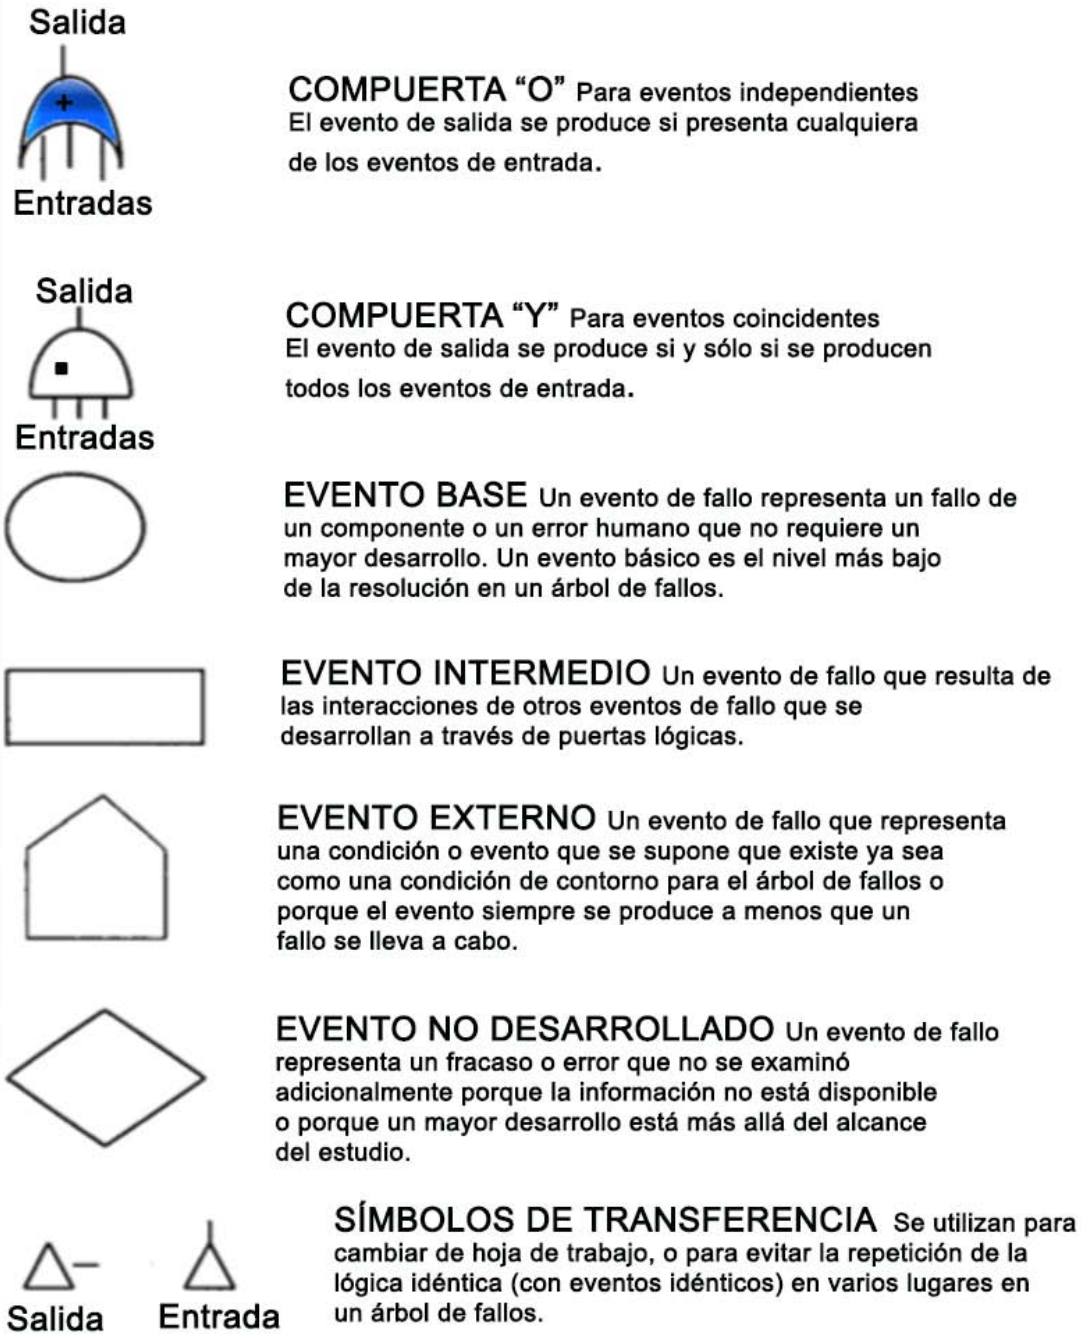 Salida
+
COMPUERTA “O” Para eventos independientes
El evento de salida se produce si presenta cualquiera
de los eventos de entrada.
Entradas
Salida
COMPUERTA “Y” Para eventos coincidentes
El evento de salida se produce si y sólo si se producen
todos los eventos de entrada.
Entradas
EVENTO BASE Un evento de fallo representa un fallo de
un componente o un error humano que no requiere un
mayor desarrollo. Un evento básico es el nivel más bajo
de la resolución en un árbol de fallos.
EVENTO INTERMEDIO Un evento de fallo que resulta de
las interacciones de otros eventos de fallo que se
desarrollan a través de puertas lógicas.
EVENTO EXTERNO Un evento de fallo que representa
una condición o evento que se supone que existe ya sea
como una condición de contorno para el árbol de fallos o
porque el evento siempre se produce a menos que un
fallo se lleva a cabo.
EVENTO NO DESARROLLADO Un evento de fallo
representa un fracaso o error que no se examinó
adicionalmente porque la información no está disponible
o porque un mayor desarrollo está más allá del alcance
del estudio.
SÍMBOLOS DE TRANSFERENCIA Se utilizan para
cambiar de hoja de trabajo, o para evitar la repetición de la
lógica idéntica (con eventos idénticos) en varios lugares en
un árbol de fallos.
Salida
Entrada